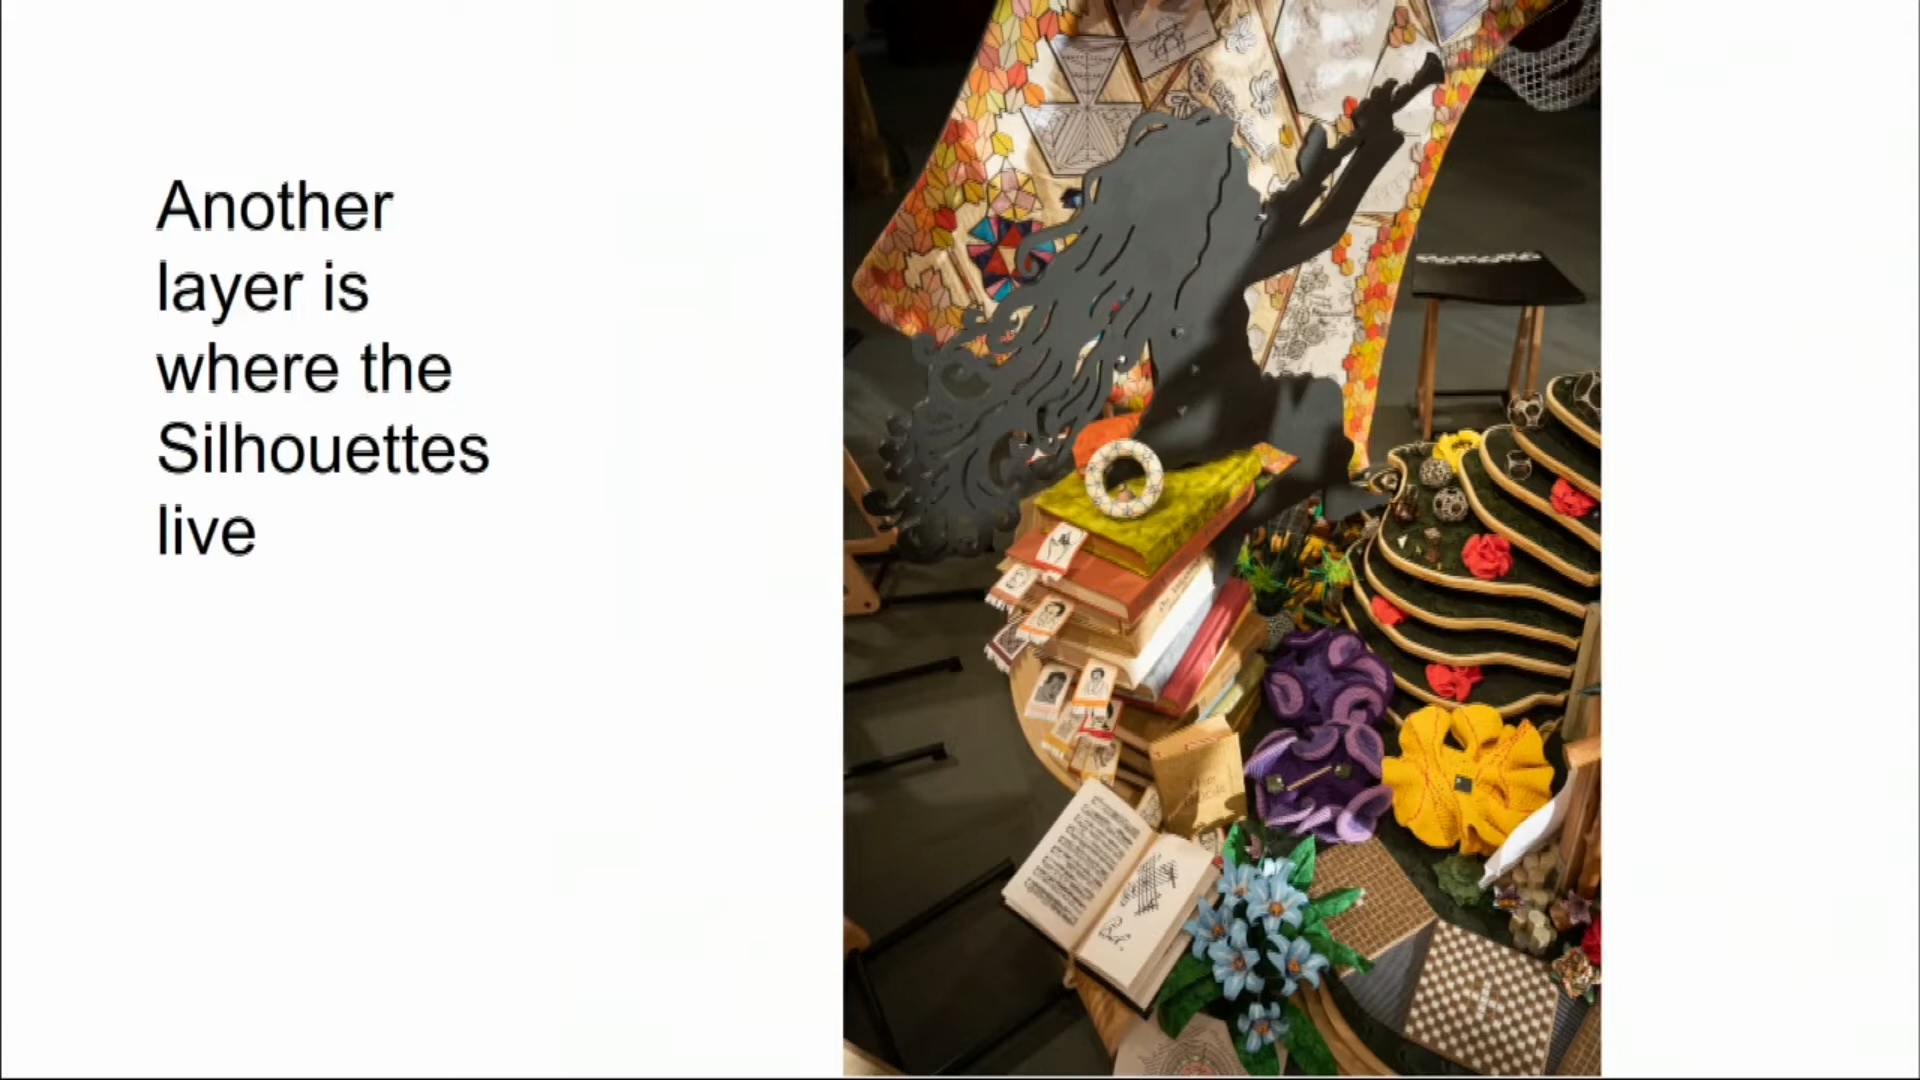 Another
layer is
where the
Silhouettes
live